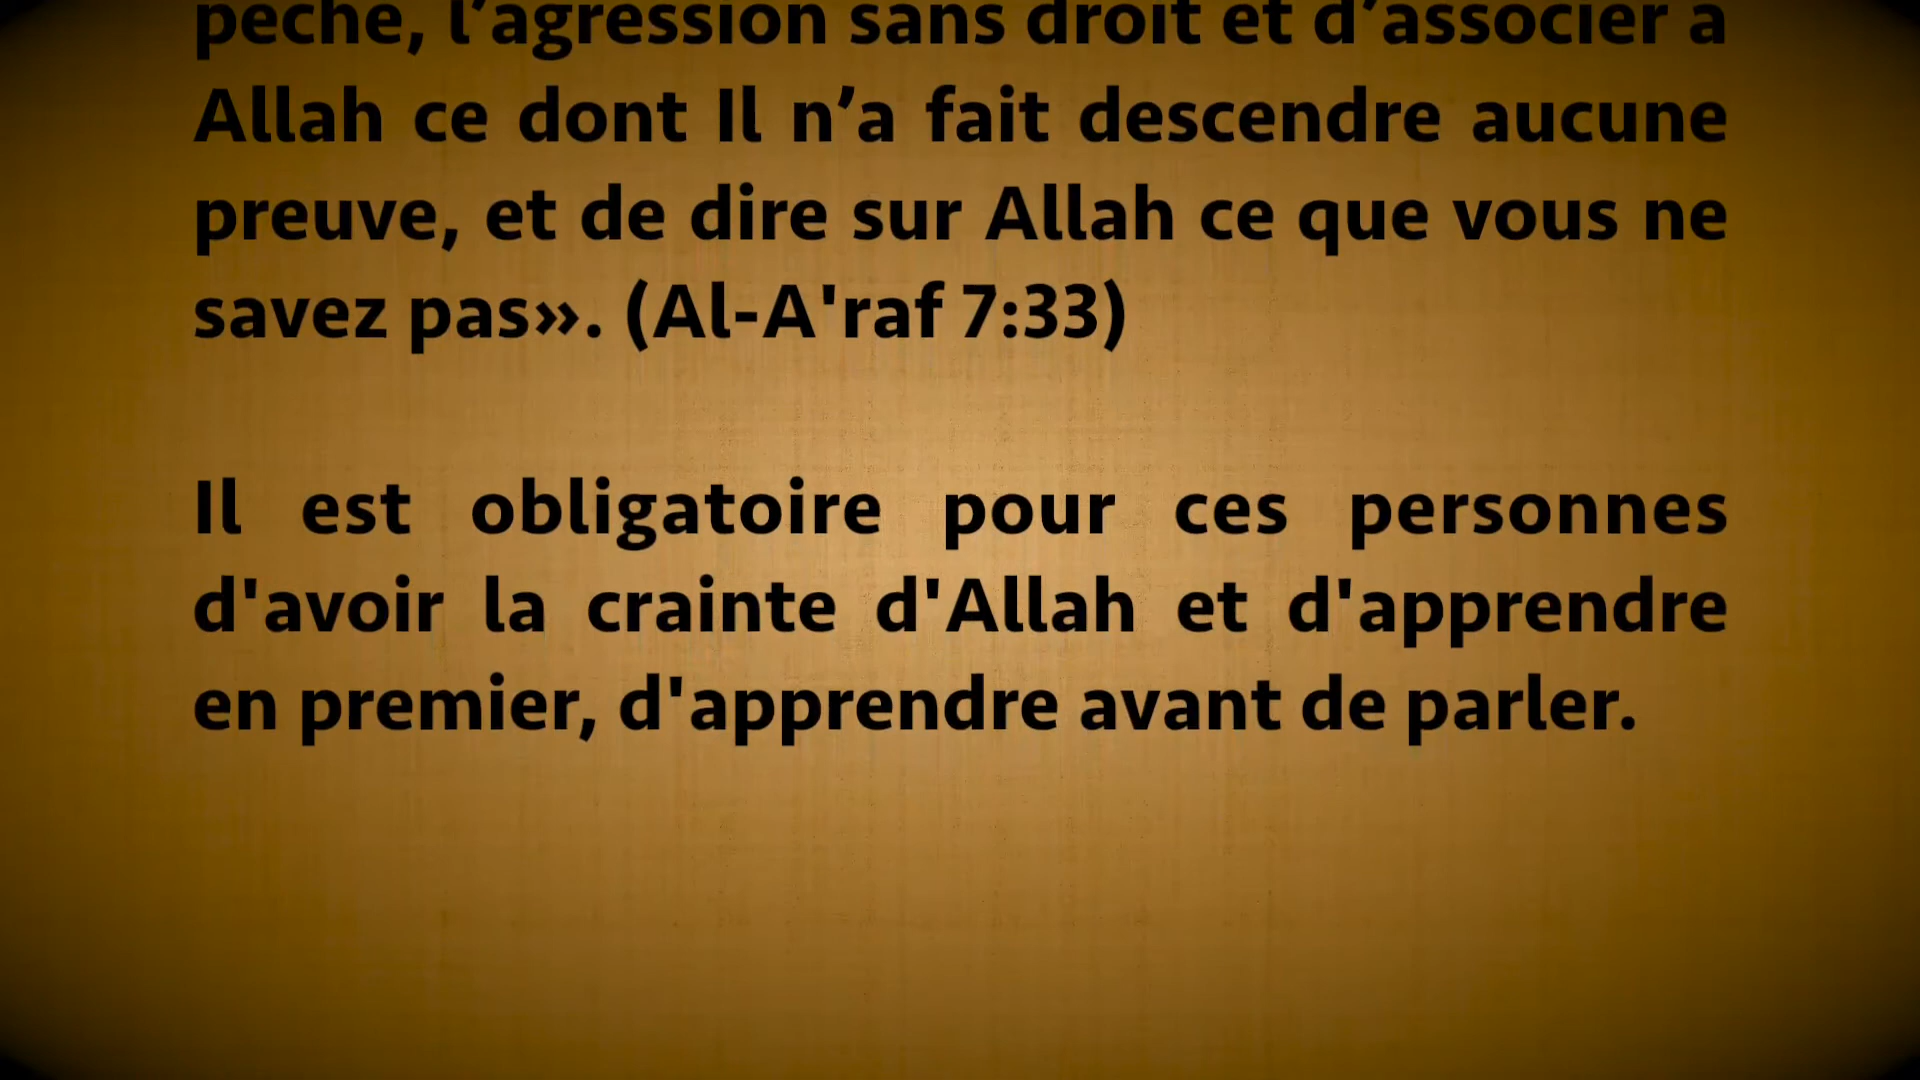 péché, l’agression sans droit et d’associer à
Allah ce dont Il n’a fait descendre aucune
preuve, et de dire sur Allah ce que vous ne
savez pas». (Al-A'raf 7:33)
Il est obligatoire pour ces personnes
d'avoir la crainte d'Allah et d'apprendre
en premier, d'apprendre avant de parler.